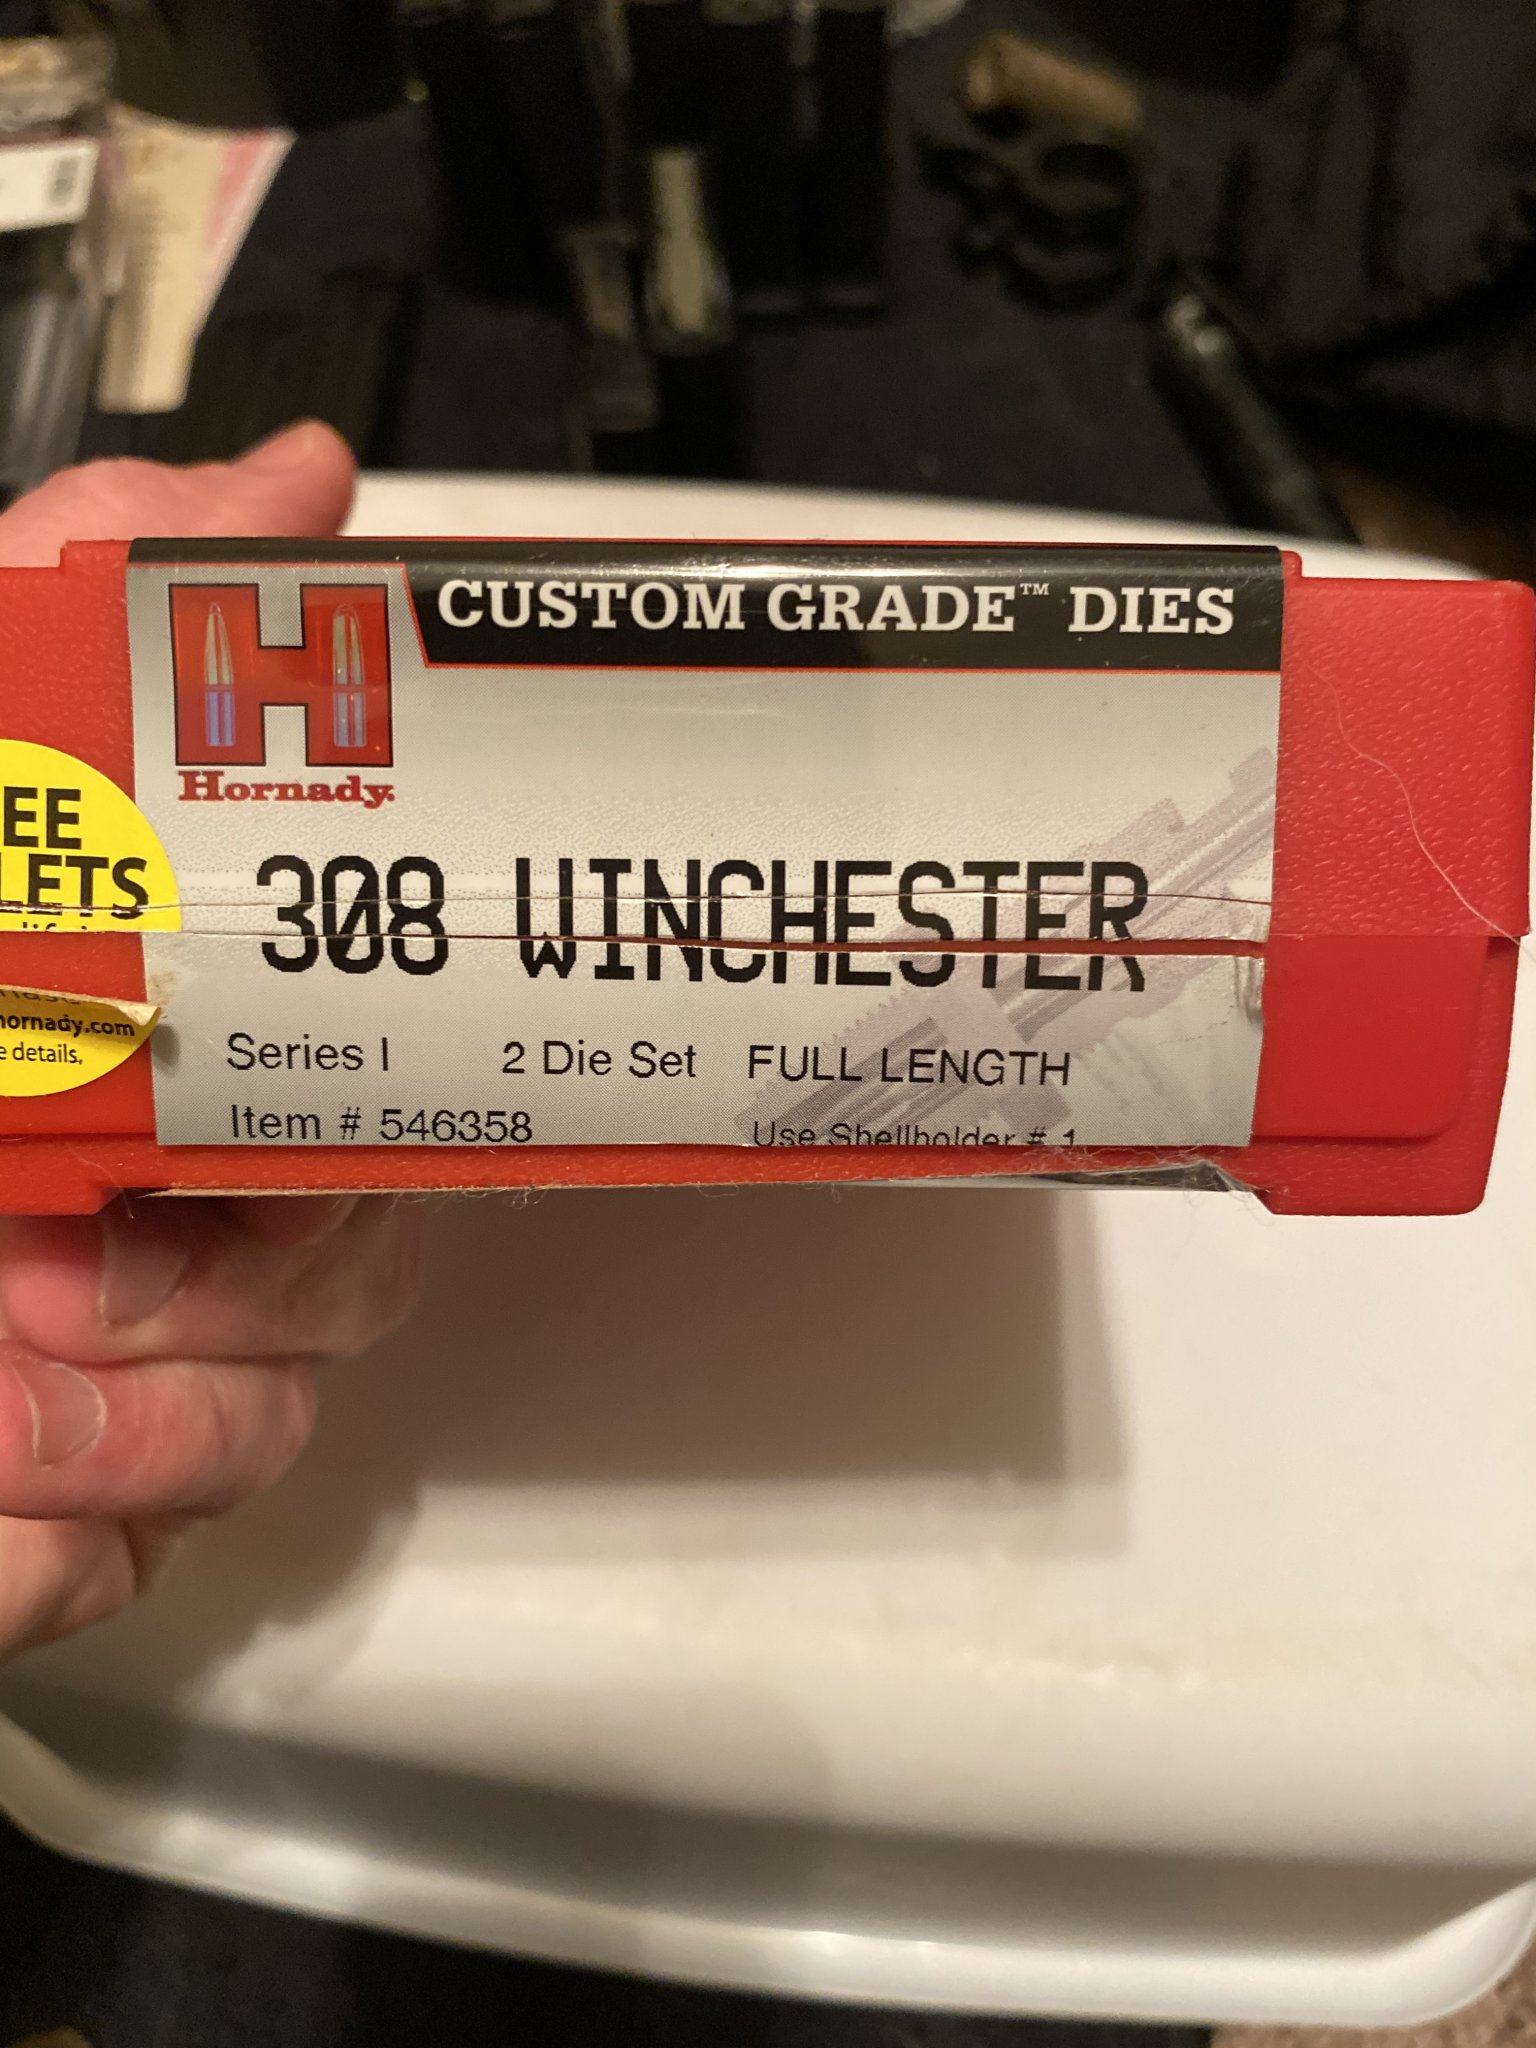 CUSTOM GRADE™ DIES
Hornady.
EE
LETS
308 WINCHESTER
hornady.com
e details.
Series I 2 Die Set FULL LENGTH
Item # 546358
Use Shellholder # 1